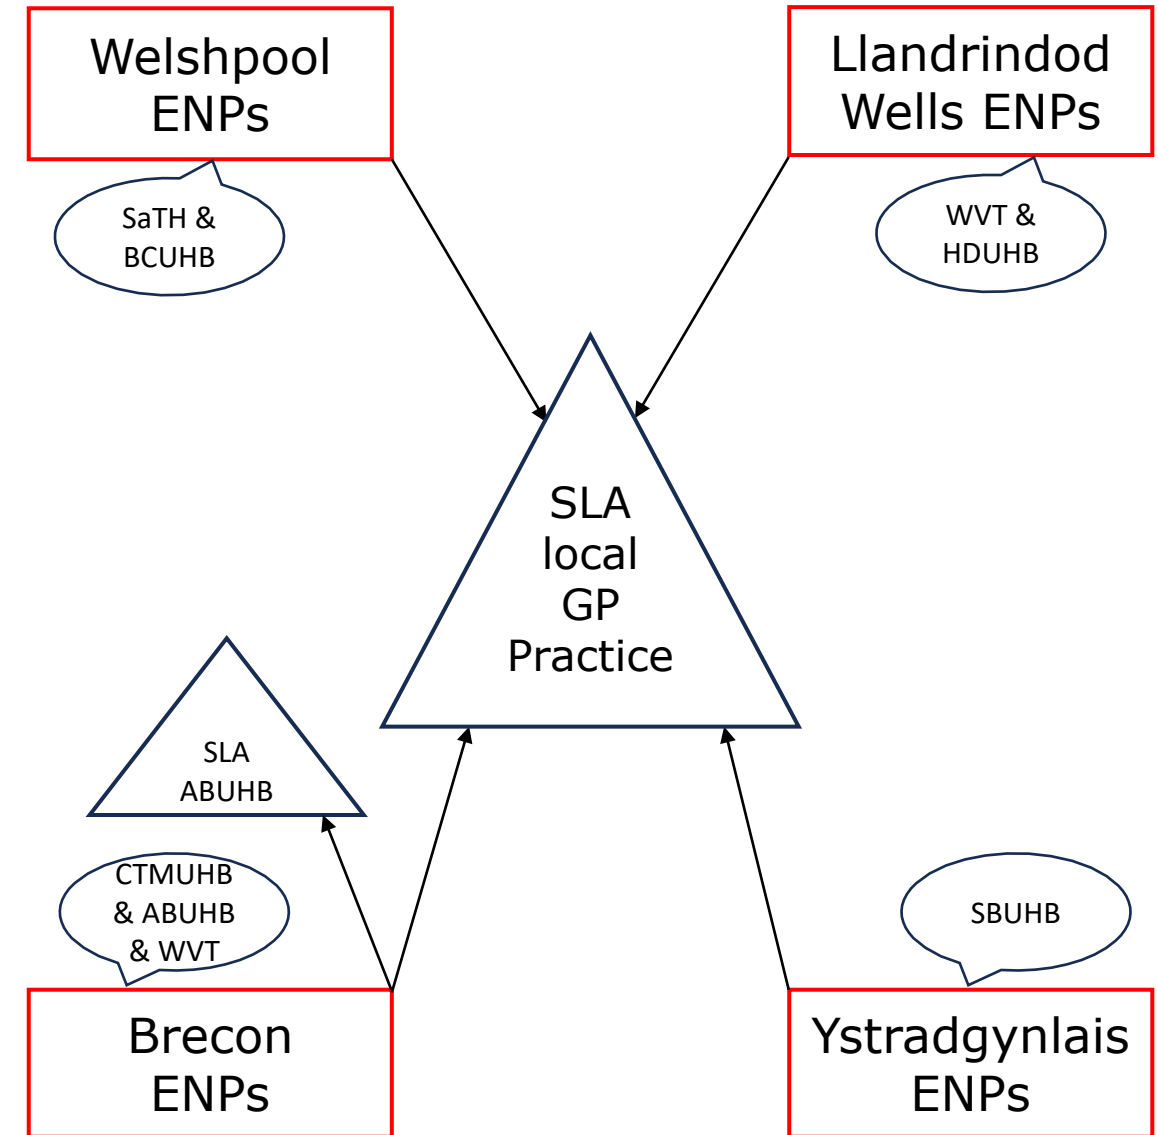 Welshpool
ENPs
Llandrindod
Wells ENPs
SaTH &
BCUHB
WVT &
HDUHB
SLA
local
GP
Practice
SLA
ABUHB
CTMUHB
& ABUHB
& WVT
SBUHB
Brecon
ENPs
Ystradgynlais
ENPs